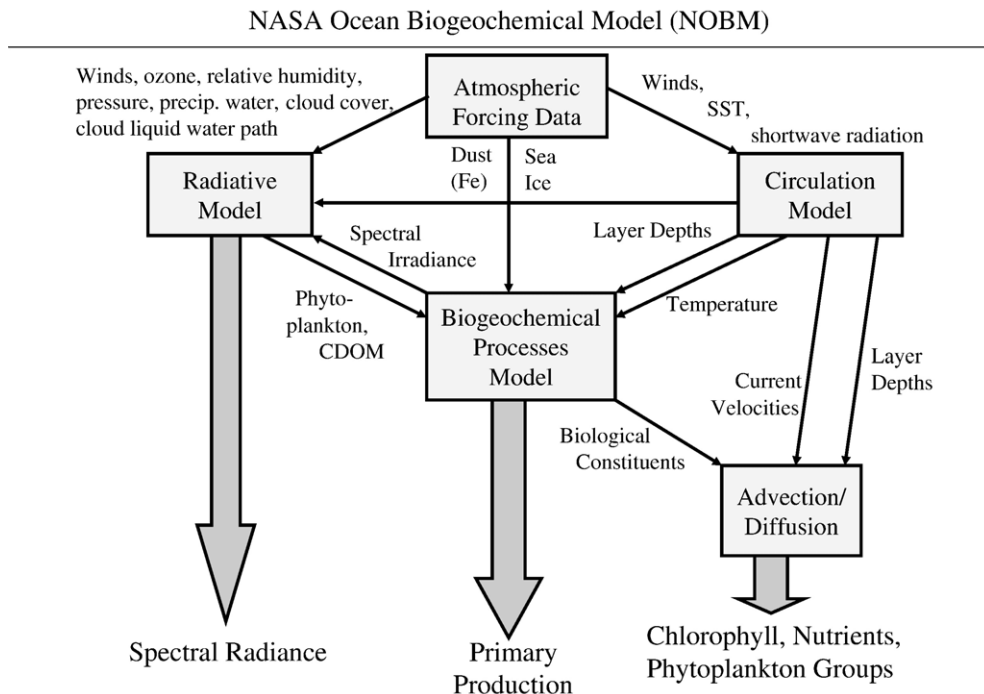 NASA Ocean Biogeochemical Model (NOBM)
Winds, ozone, relative humidity,
pressure, precip. water, cloud cover,
cloud liquid water path
Atmospheric
Forcing Data
Winds,
SST,
shortwave radiation
Radiative
Model
Dust
(Fe)
Sea
Ice
Circulation
Model
Spectral
Irradiance
Layer Depths
Phyto-
plankton,
CDOM
Biogeochemical
Processes
Model
Temperature
Current
Velocities
Layer
Depths
Biological
Constituents
Advection/
Diffusion
Spectral Radiance
Primary
Production
Chlorophyll, Nutrients,
Phytoplankton Groups